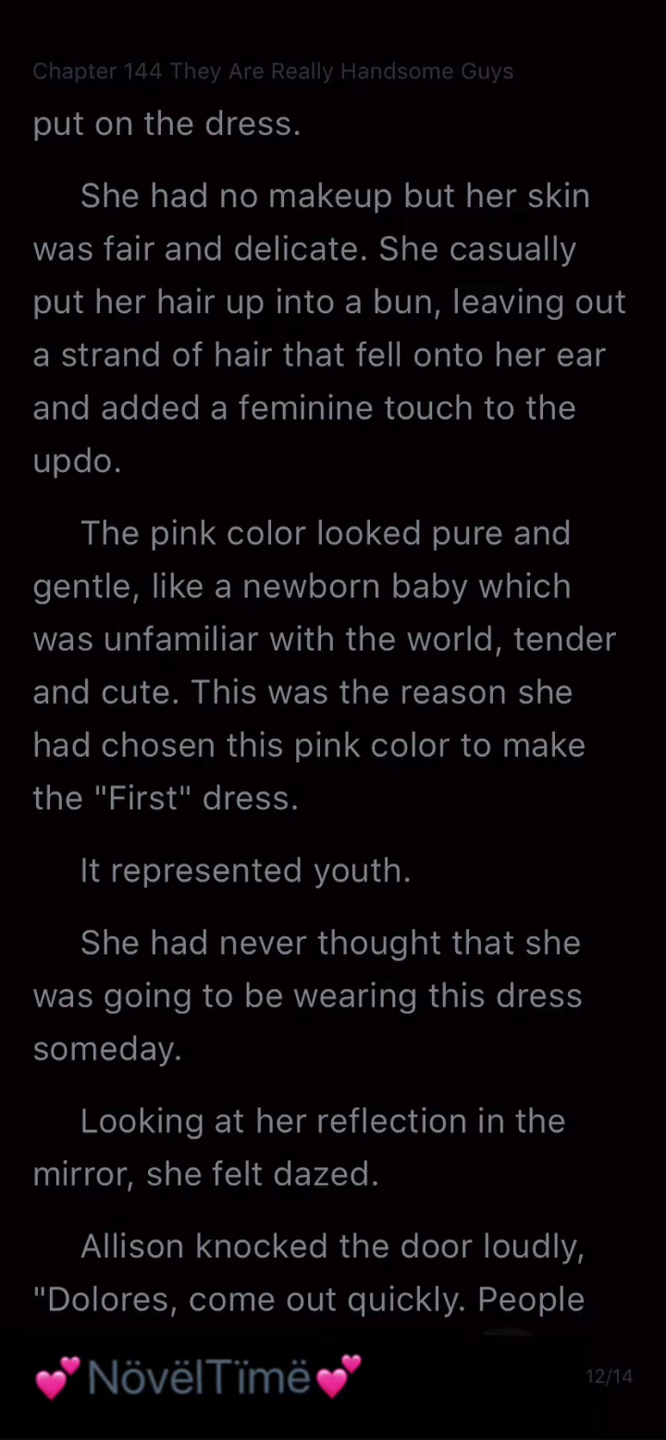 Chapter 144 They Are Really Handsome Guys
put on the dress.
She had no makeup but her skin
was fair and delicate. She casually
put her hair up into a bun, leaving out
a strand of hair that fell onto her ear
and added a feminine touch to the
updo.
The pink color looked pure and
gentle, like a newborn baby which
was unfamiliar with the world, tender
and cute. This was the reason she
had chosen this pink color to make
the "First" dress.
It represented youth.
She had never thought that she
was going to be wearing this dress
someday.
Looking at her reflection in the
mirror, she felt dazed.
Allison knocked the door loudly,
"Dolores, come out quickly. People
💕NövëlTïmë💕
12/14